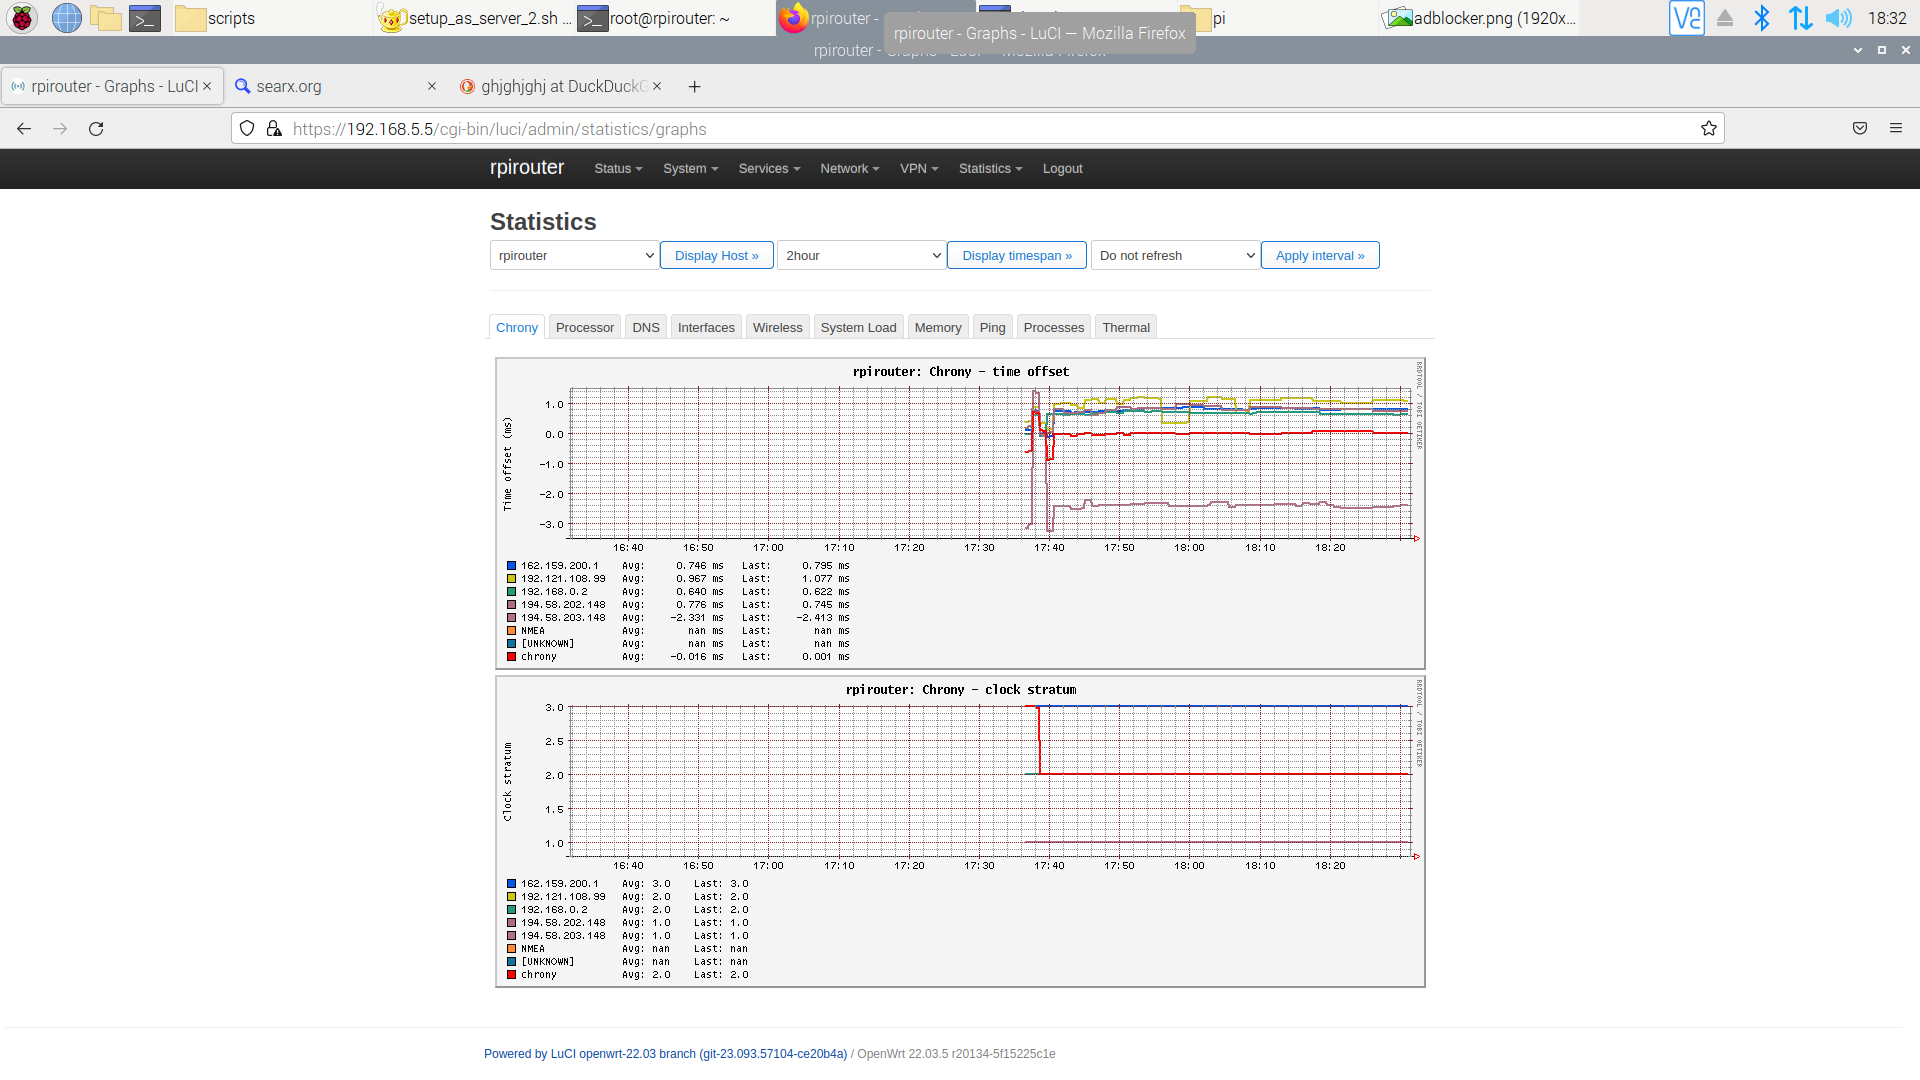 scripts
setup_as_server_2.sh ...
root@rpirouter: ~
rpirouter -
pi
adblocker.png (1920x...
18:32
rpirouter - Graphs - LuCI — Mozilla Firefox
rpirouter - Graphs - LuCI — Mozilla Firefox
rpirouter - Graphs - LuCI
searx.org
ghjghjghj at DuckDuckG
https://192.168.5.5/cgi-bin/luci/admin/statistics/graphs
rpirouter Status System Services Network VPN Statistics Logout
Statistics
rpirouter Display Host » 2hour Display timespan » Do not refresh Apply interval »
Chrony Processor DNS Interfaces Wireless System Load Memory Ping Processes Thermal
rpirouter: Chrony - time offset
RRDTOOL / TOBI OETIKER
Time offset (ms)
1.0
0.0
-1.0
-2.0
-3.0
16:40 16:50 17:00 17:10 17:20 17:30 17:40 17:50 18:00 18:10 18:20
162.159.200.1 Avg: 0.746 ms Last: 0.795 ms
192.121.108.99 Avg: 0.967 ms Last: 1.077 ms
192.168.0.2 Avg: 0.640 ms Last: 0.622 ms
194.58.202.148 Avg: 0.776 ms Last: 0.745 ms
194.58.203.148 Avg: -2.331 ms Last: -2.413 ms
NMEA Avg: nan ms Last: nan ms
[UNKNOWN] Avg: nan ms Last: nan ms
chrony Avg: -0.016 ms Last: 0.001 ms
rpirouter: Chrony - clock stratum
RRDTOOL / TOBI OETIKER
Clock stratum
3.0
2.5
2.0
1.5
1.0
16:40 16:50 17:00 17:10 17:20 17:30 17:40 17:50 18:00 18:10 18:20
162.159.200.1 Avg: 3.0 Last: 3.0
192.121.108.99 Avg: 2.0 Last: 2.0
192.168.0.2 Avg: 2.0 Last: 2.0
194.58.202.148 Avg: 1.0 Last: 1.0
194.58.203.148 Avg: 1.0 Last: 1.0
NMEA Avg: nan Last: nan
[UNKNOWN] Avg: nan Last: nan
chrony Avg: 2.0 Last: 2.0
Powered by LuCI openwrt-22.03 branch (git-23.093.57104-ce20b4a) / OpenWrt 22.03.5 r20134-5f15225c1e